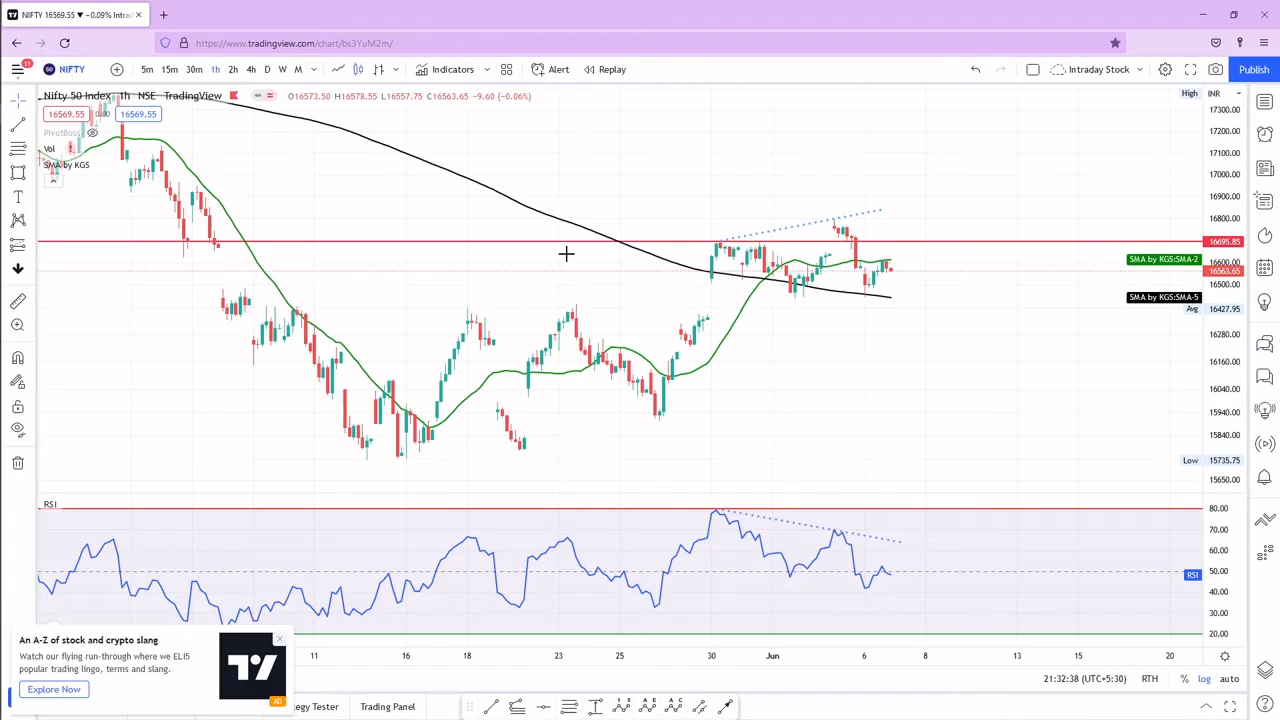 NIFTY 16569.55 ▼ −0.09% Intra
https://www.tradingview.com/chart/bs3YuM2m/
11
50 NIFTY 5m 15m 30m 1h 2h 4h D W M Indicators Alert Replay Intraday Stock Publish
Nifty 50 Index 1h NSE TradingView O16573.50 H16578.55 L16557.75 C16563.65 -9.60 (-0.06%)
High INR
16569.55 0.00 16569.55
PivotBoss
Vol
SMA by KGS
17300.00
17200.00
17100.00
17000.00
16900.00
16800.00
16695.85
SMA by KGS:SMA-2 16600.00
16563.65
16500.00
SMA by KGS:SMA-5
Avg 16427.95
16280.00
16160.00
16040.00
15940.00
15840.00
Low 15735.75
15650.00
RSI 80.00
70.00
60.00
50.00
RSI
40.00
30.00
20.00
11 16 18 23 25 30 Jun 6 8 13 15 20
An A-Z of stock and crypto slang
Watch our flying run-through where we ELI5
popular trading lingo, terms and slang.
Explore Now
AD
21:32:38 (UTC+5:30) RTH % log auto
tegy Tester Trading Panel